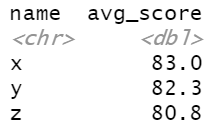 name avg_score
<chr> <dbl>
x 83.0
y 82.3
z 80.8